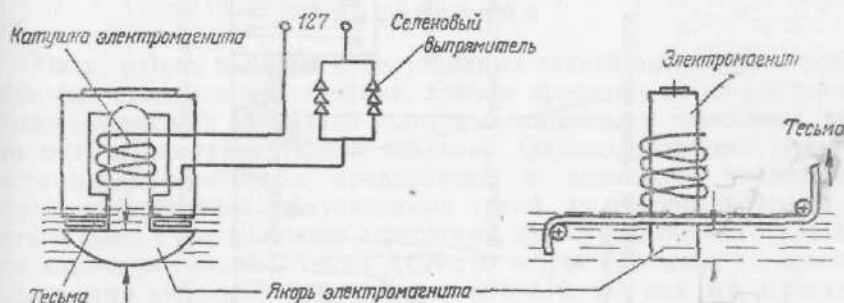 127
Селеновый
выпрямитель
Катушка электромагнита
Электромагнит
Тесьма
Тесьма
Якорь электромагнита